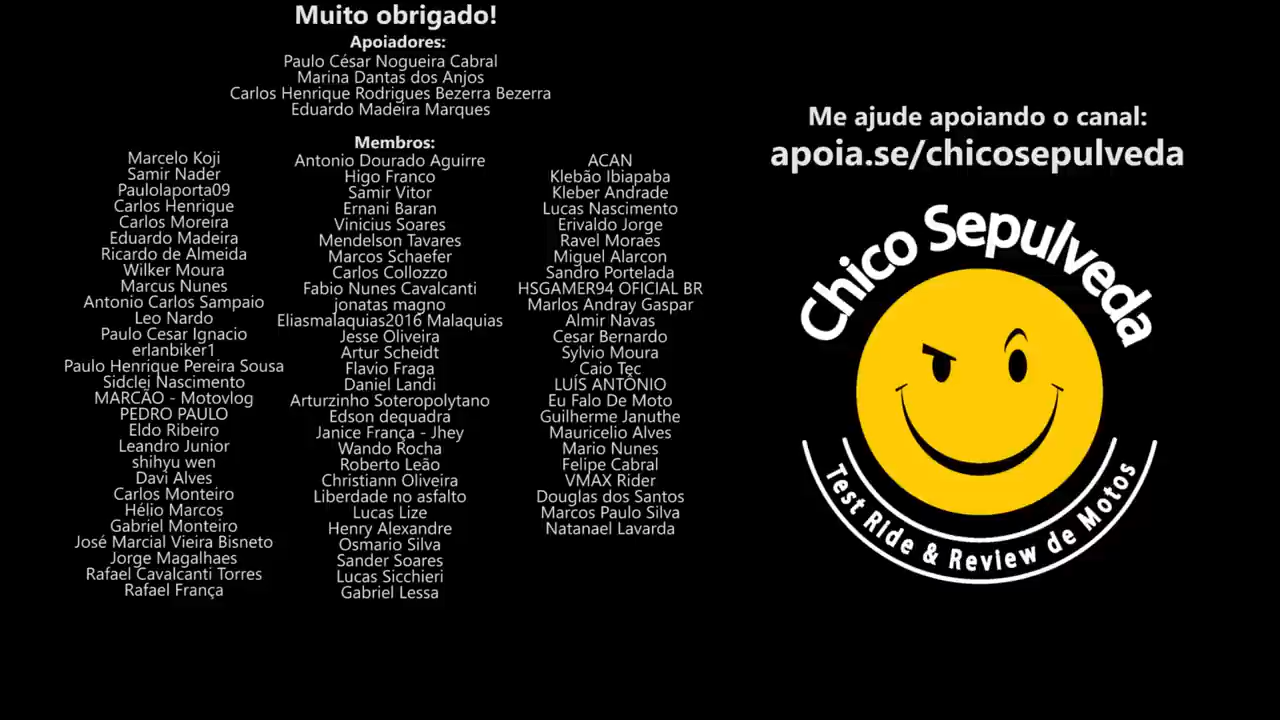 Muito obrigado!
Apoiadores:
Paulo César Nogueira Cabral
Marina Dantas dos Anjos
Carlos Henrique Rodrigues Bezerra Bezerra
Eduardo Madeira Marques
Marcelo Koji
Samir Nader
Paulolaporta09
Carlos Henrique
Carlos Moreira
Eduardo Madeira
Ricardo de Almeida
Wilker Moura
Marcus Nunes
Antonio Carlos Sampaio
Leo Nardo
Paulo Cesar Ignacio
erlanbiker1
Paulo Henrique Pereira Sousa
Sidclei Nascimento
MARCÃO - Motovlog
PEDRO PAULO
Eldo Ribeiro
Leandro Junior
shihyu wen
Davi Alves
Carlos Monteiro
Hélio Marcos
Gabriel Monteiro
José Marcial Vieira Bisneto
Jorge Magalhaes
Rafael Cavalcanti Torres
Rafael França
Membros:
Antonio Dourado Aguirre
Higo Franco
Sâmir Vitor
Ernani Baran
Vinicius Soares
Mendelson Tavares
Marcos Schaefer
Carlos Collozzo
Fabio Nunes Cavalcanti
jonatas magno
Eliasmalaquias2016 Malaquias
Jesse Oliveira
Artur Scheidt
Flavio Fraga
Daniel Landi
Arturzinho Soteropolytano
Edson dequadra
Janice França - Jhey
Wando Rocha
Roberto Leão
Christiann Oliveira
Liberdade no asfalto
Lucas Lize
Henry Alexandre
Osmario Silva
Sander Soares
Lucas Sicchieri
Gabriel Lessa
ACAN
Klebão Ibiapaba
Kleber Andrade
Lucas Nascimento
Erivaldo Jorge
Ravel Moraes
Miguel Alarcon
Sandro Portelada
HSGAMER94 OFICIAL BR
Marlos Andray Gaspar
Almir Navas
Cesar Bernardo
Sylvio Moura
Caio Tec
LUIS ANTÔNIO
Eu Falo De Moto
Guilherme Januthe
Mauricelio Alves
Mario Nunes
Felipe Cabral
VMAX Rider
Douglas dos Santos
Marcos Paulo Silva
Natanael Lavarda
Me ajude apoiando o canal:
apoia.se/chicosepulveda
Chico Sepulveda
Test Ride & Review de Motos